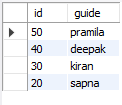 id guide
50 pramila
40 deepak
30 kiran
20 sapna